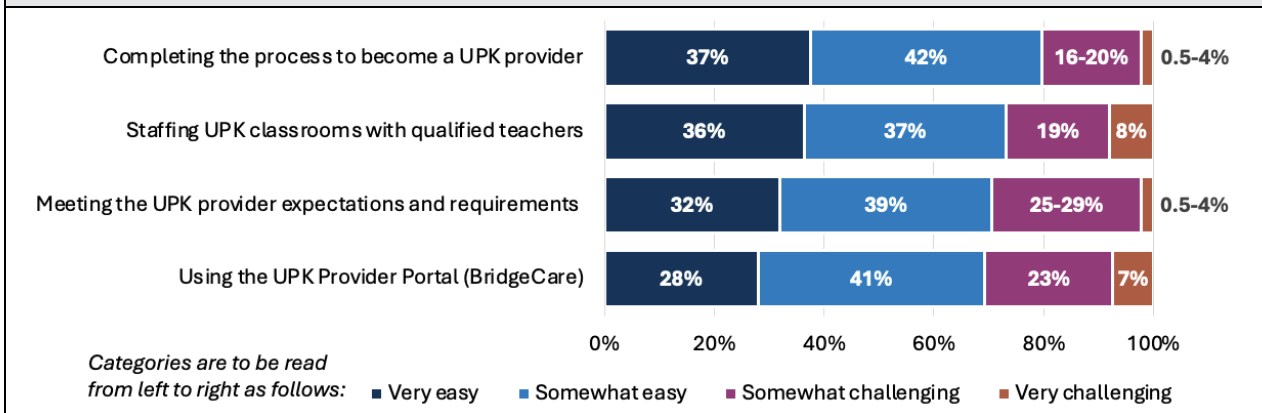 Completing the process to become a UPK provider 37% 42% 16-20% 0.5-4%
Staffing UPK classrooms with qualified teachers 36% 37% 19% 8%
Meeting the UPK provider expectations and requirements 32% 39% 25-29% 0.5-4%
Using the UPK Provider Portal (BridgeCare) 28% 41% 23% 7%
0% 20% 40% 60% 80% 100%
Categories are to be read
from left to right as follows: Very easy Somewhat easy Somewhat challenging Very challenging